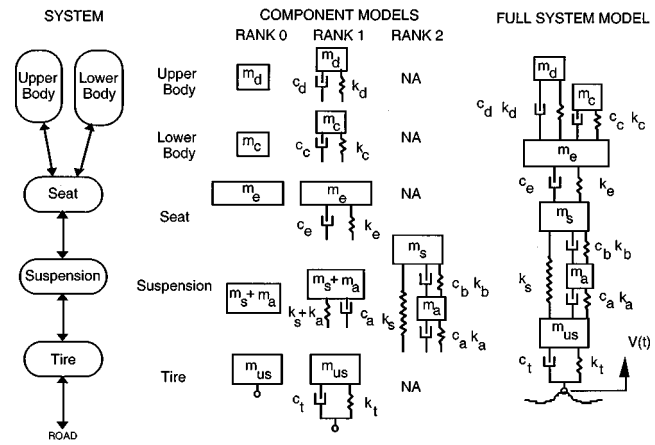 SYSTEM
COMPONENT MODELS
FULL SYSTEM MODEL
RANK 0 RANK 1 RANK 2
Upper Body
Lower Body
Seat
Suspension
Tire
ROAD
Upper Body
m_d
m_d
c_d k_d
NA
Lower Body
m_c
m_c
c_c k_c
NA
Seat
m_e
m_e
c_e k_e
NA
Suspension
m_s+m_a
m_s+m_a
k_s+k_a c_a
m_s
k_s
c_b k_b
m_a
c_a k_a
Tire
m_us
m_us
c_t k_t
NA
m_d
c_d k_d
m_c
c_c k_c
m_e
c_e k_e
m_s
c_b k_b
k_s
m_a
c_a k_a
m_us
c_t k_t
V(t)